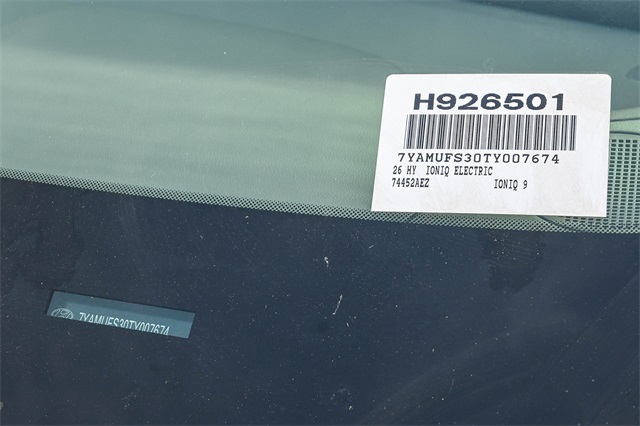 H926501
7YAMUFS30TY007674
26 HY IONIQ ELECTRIC
74452AEZ IONIQ 9
7YAMUFS30TY007674